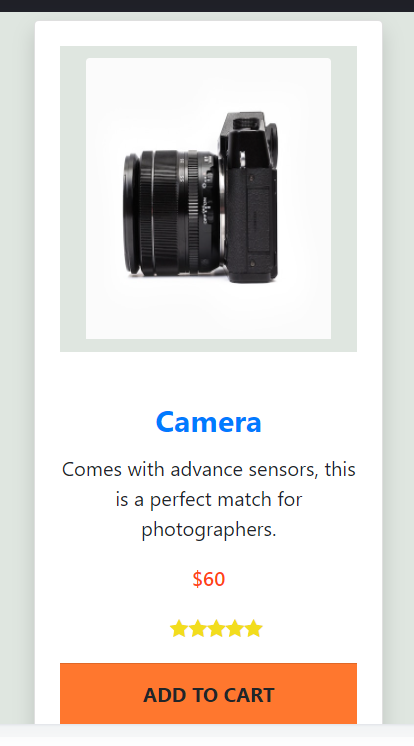 Camera
Comes with advance sensors, this
is a perfect match for
photographers.
$60
ADD TO CART